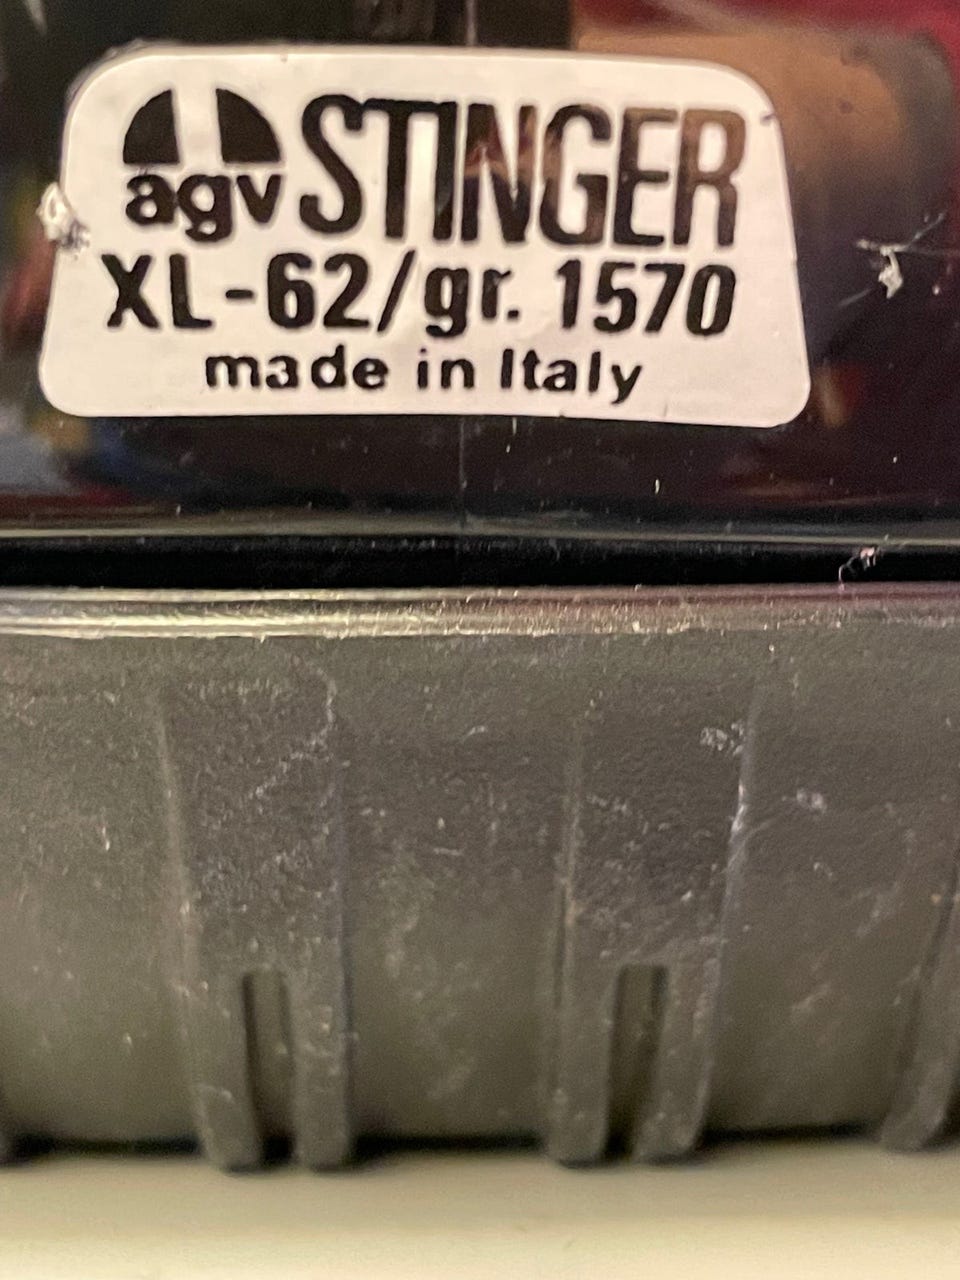 agv STINGER
XL-62/gr. 1570
made in Italy